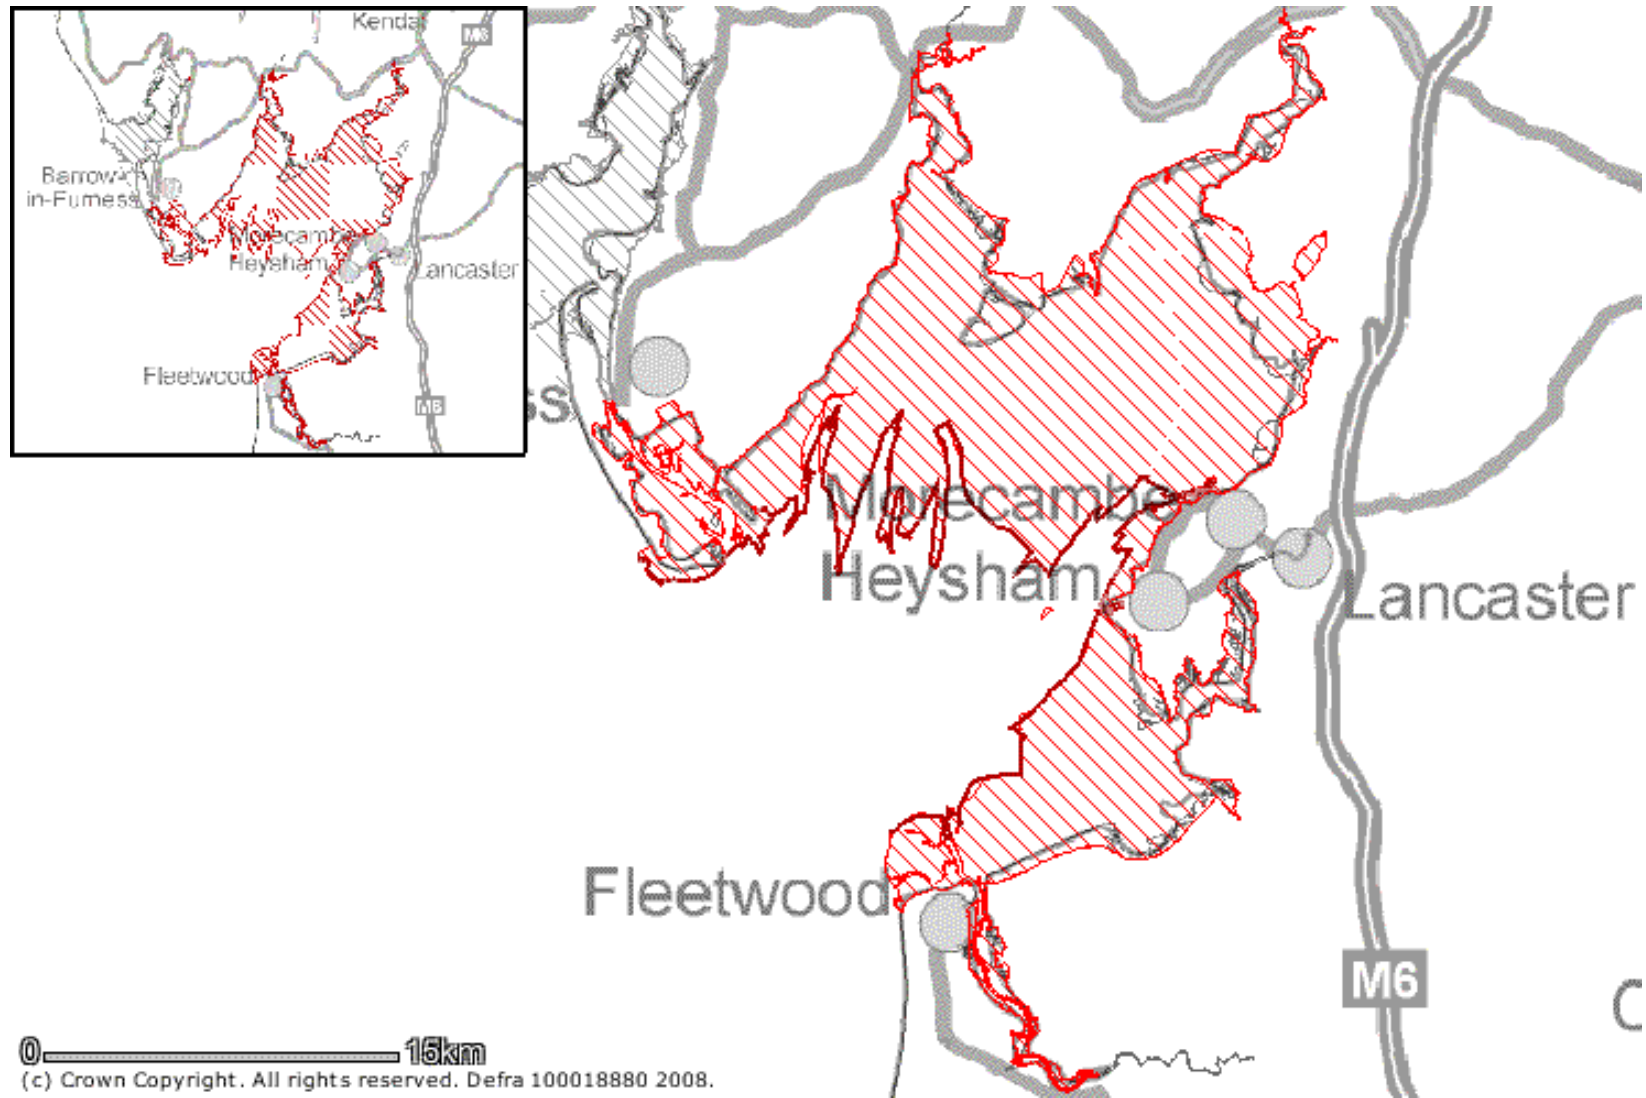 Kendal
M6
Barrow-
in-Furness
Morecambe
Heysham
Lancaster
Fleetwood
M6
ss
Morecambe
Heysham
Lancaster
Fleetwood
M6
0 15km
(c) Crown Copyright. All rights reserved. Defra 100018880 2008.